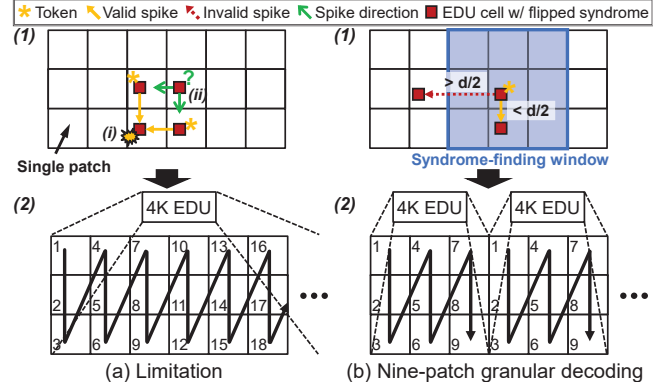 Token Valid spike Invalid spike Spike direction EDU cell w/ flipped syndrome
(1)
?
(ii)
(i)
Single patch
(1)
> d/2
< d/2
Syndrome-finding window
(2)
4K EDU
1 4 7 10 13 16
2 5 8 11 14 17
3 6 9 12 15 18
•••
(a) Limitation
(2)
4K EDU 4K EDU
1 4 7 1 4 7
2 5 8 2 5 8
3 6 9 3 6 9
•••
(b) Nine-patch granular decoding